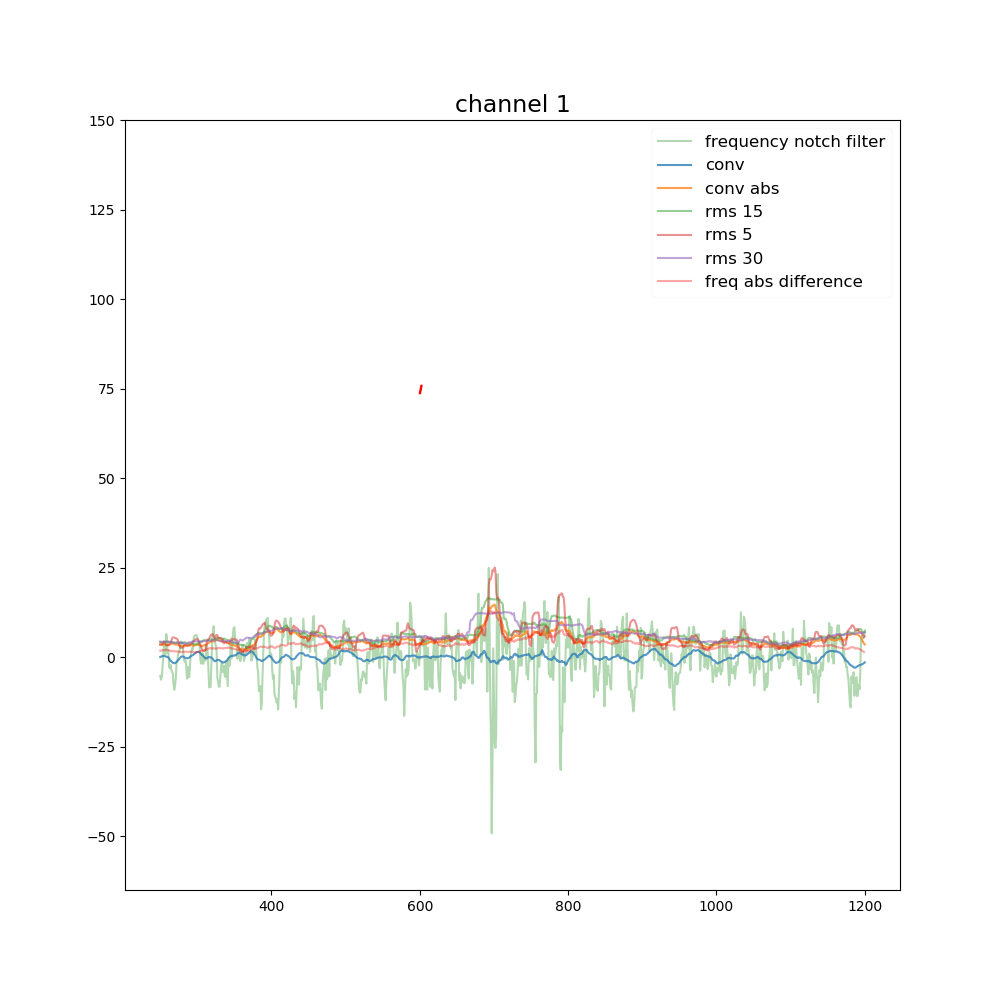 channel 1
150
125
100
75
50
25
0
−25
−50
400
600
800
1000
1200
frequency notch filter
conv
conv abs
rms 15
rms 5
rms 30
freq abs difference